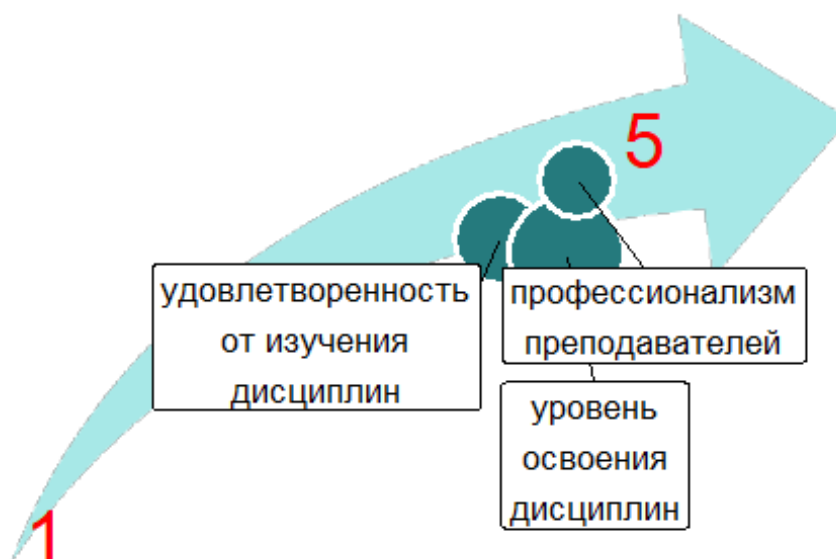 5
удовлетворенность
от изучения
дисциплин
профессионализм
преподавателей
уровень
освоения
дисциплин
1